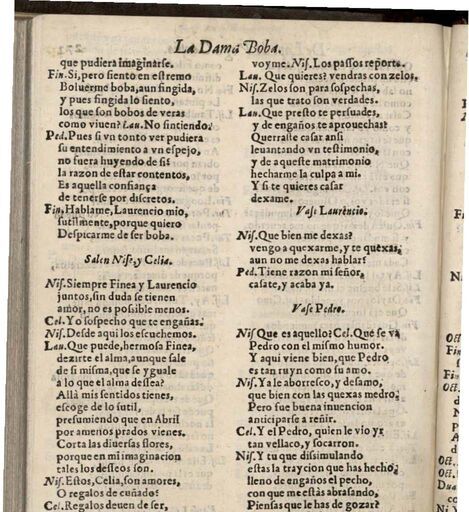 La Dama Boba.
que pudiera imaginarse.
Fin. Si, pero siento en estremo
Boluerme boba, aun fingida,
y pues fingida lo siento,
los que son bobos de veras
como viuen? Lau. No sintiendo.
Ped. Pues si vn tonto ver pudiera
su entendimiento a vn espejo,
no fuera huyendo de si?
la razon de estar contentos,
Es aquella confiança
de tenerse por discretos.
Fin. Hablame, Laurencio mio,
sutilmente, porque quiero
Despicarme de ser boba.
Salen Nise, y Celia.
Nis. Siempre Finea y Laurencio
juntos, sin duda se tienen
amor, no es possible menos.
Cel. Yo sospecho que te engañas.
Nis. Desde aqui los escuchemos.
Lau. Que puede, hermosa Finea,
dezirte el alma, aunque sale
de si misma, que se yguale
a lo que el alma dessea?
Allà mis sentidos tienes,
escoge de lo sutil,
presumiendo que en Abril
por amenos prados vienes.
Corta las diuersas flores,
porque en mi imaginacion
tales los desseos son.
Nis. Estos, Celia, son amores,
O regalos de cuñado?
Cel. Regalos deuen de ser,
voyme. Nis. Los passos reporta.
Lau. Que quieres? vendras con zelos.
Nis. Zelos son para sospechas,
las que trato son verdades.
Lau. Que presto te persuades,
y de engaños te aprouechas?
Querraste casar ansi
leuantando vn testimonio,
y de aqueste matrimonio
hecharme la culpa a mi.
Y si te quieres casar
dexame.
Vase Laurencio.
Nis. Que bien me dexas?
vengo a quexarme, y te quexas,
aun no me dexas hablar?
Ped. Tiene razon mi señor,
casate, y acaba ya.
Vase Pedro.
Nis Que es aquello? Cel. Que se va
Pedro con el mismo humor.
Y aqui viene bien, que Pedro
es tan ruyn como su amo.
Nis. Ya le aborresco, y desamo,
que bien con las quexas medro,
Pero fue buena inuencion
anticiparse a reñir.
Cel. Y el Pedro, quien le vio yr
tan vellaco, y socarron.
Nis. Y tu que dissimulando
estas la traycion que has hecho,
lleno de engaños el pecho,
con que me estàs abrasando,
Piensas que le has de gozar?